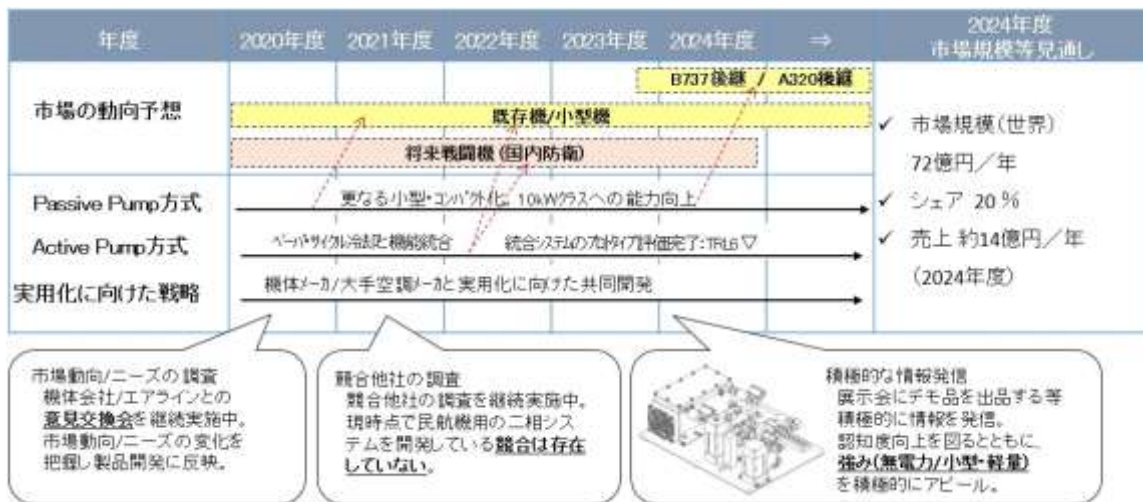 年度
2020年度
2021年度
2022年度
2023年度
2024年度
⇒
2024年度
市場規模等見通し
市場の動向予想
B737後継 / A320後継
既存機/小型機
将来戦闘機(国内防衛)
Passive Pump方式
更なる小型・コンパクト化、10kWクラスへの能力向上
Active Pump方式
ベーパーサイクル冷却と機能統合
統合システムのプロトタイプ評価完了:TRL6 ▽
実用化に向けた戦略
機体メーカ/大手空調メーカと実用化に向けた共同開発
✓ 市場規模(世界)
72億円/年
✓ シェア 20%
✓ 売上 約14億円/年
(2024年度)
市場動向/ニーズの調査
機体会社/エアラインとの
意見交換会を継続実施中。
市場動向/ニーズの変化を
把握し製品開発に反映。
競合他社の調査
競合他社の調査を継続実施中。
現時点で民航機用の二相シス
テムを開発している競合は存在
していない。
積極的な情報発信
展示会にデモ品を出品する等
積極的に情報を発信。
認知度向上を図るとともに、
強み(無電力/小型・軽量)
を積極的にアピール。